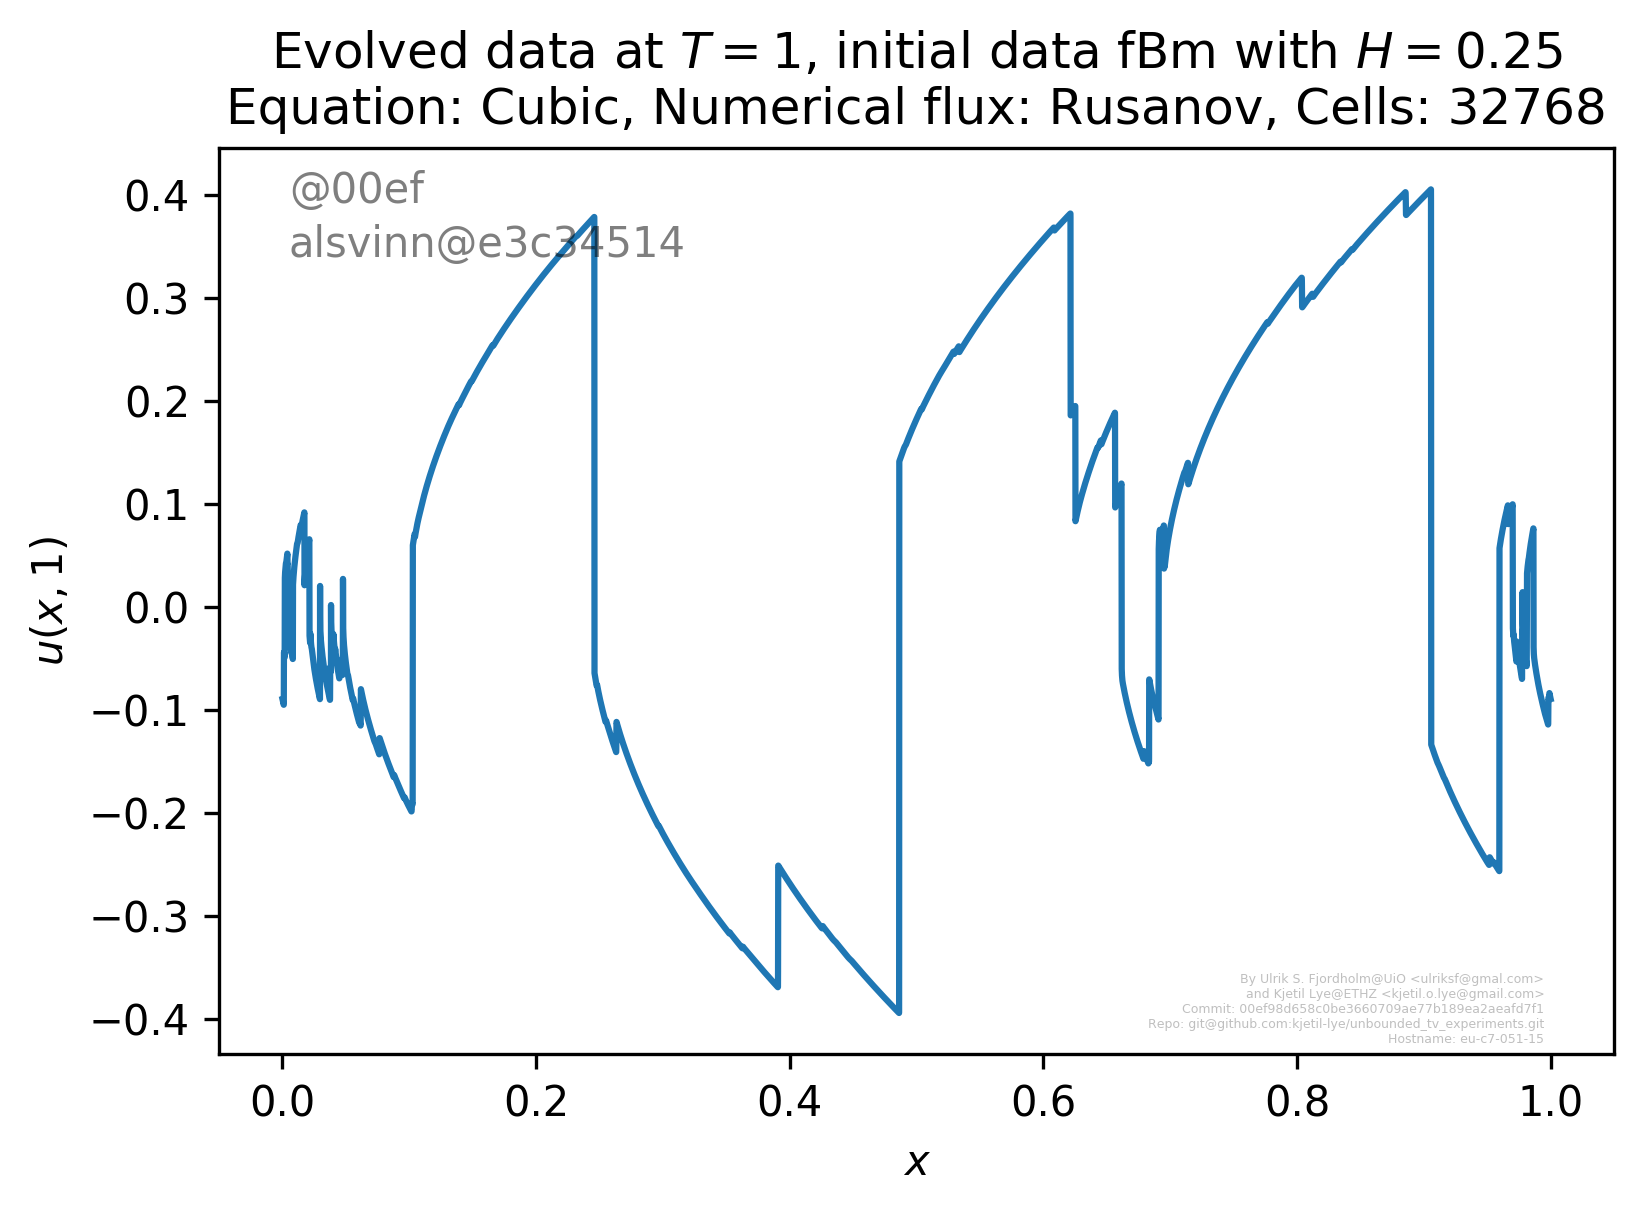 Evolved data at T = 1, initial data fBm with H = 0.25
Equation: Cubic, Numerical flux: Rusanov, Cells: 32768
@00ef
alsvinn@e3c34514
u(x, 1)
0.4
0.3
0.2
0.1
0.0
−0.1
−0.2
−0.3
−0.4
By Ulrik S. Fjordholm@UiO <ulriksf@gmal.com>
and Kjetil Lye@ETHZ <kjetil.o.lye@gmail.com>
Commit: 00ef98d658c0be3660709ae77b189ea2aeafd7f1
Repo: git@github.com:kjetil-lye/unbounded_tv_experiments.git
Hostname: eu-c7-051-15
0.0 0.2 0.4 0.6 0.8 1.0
x